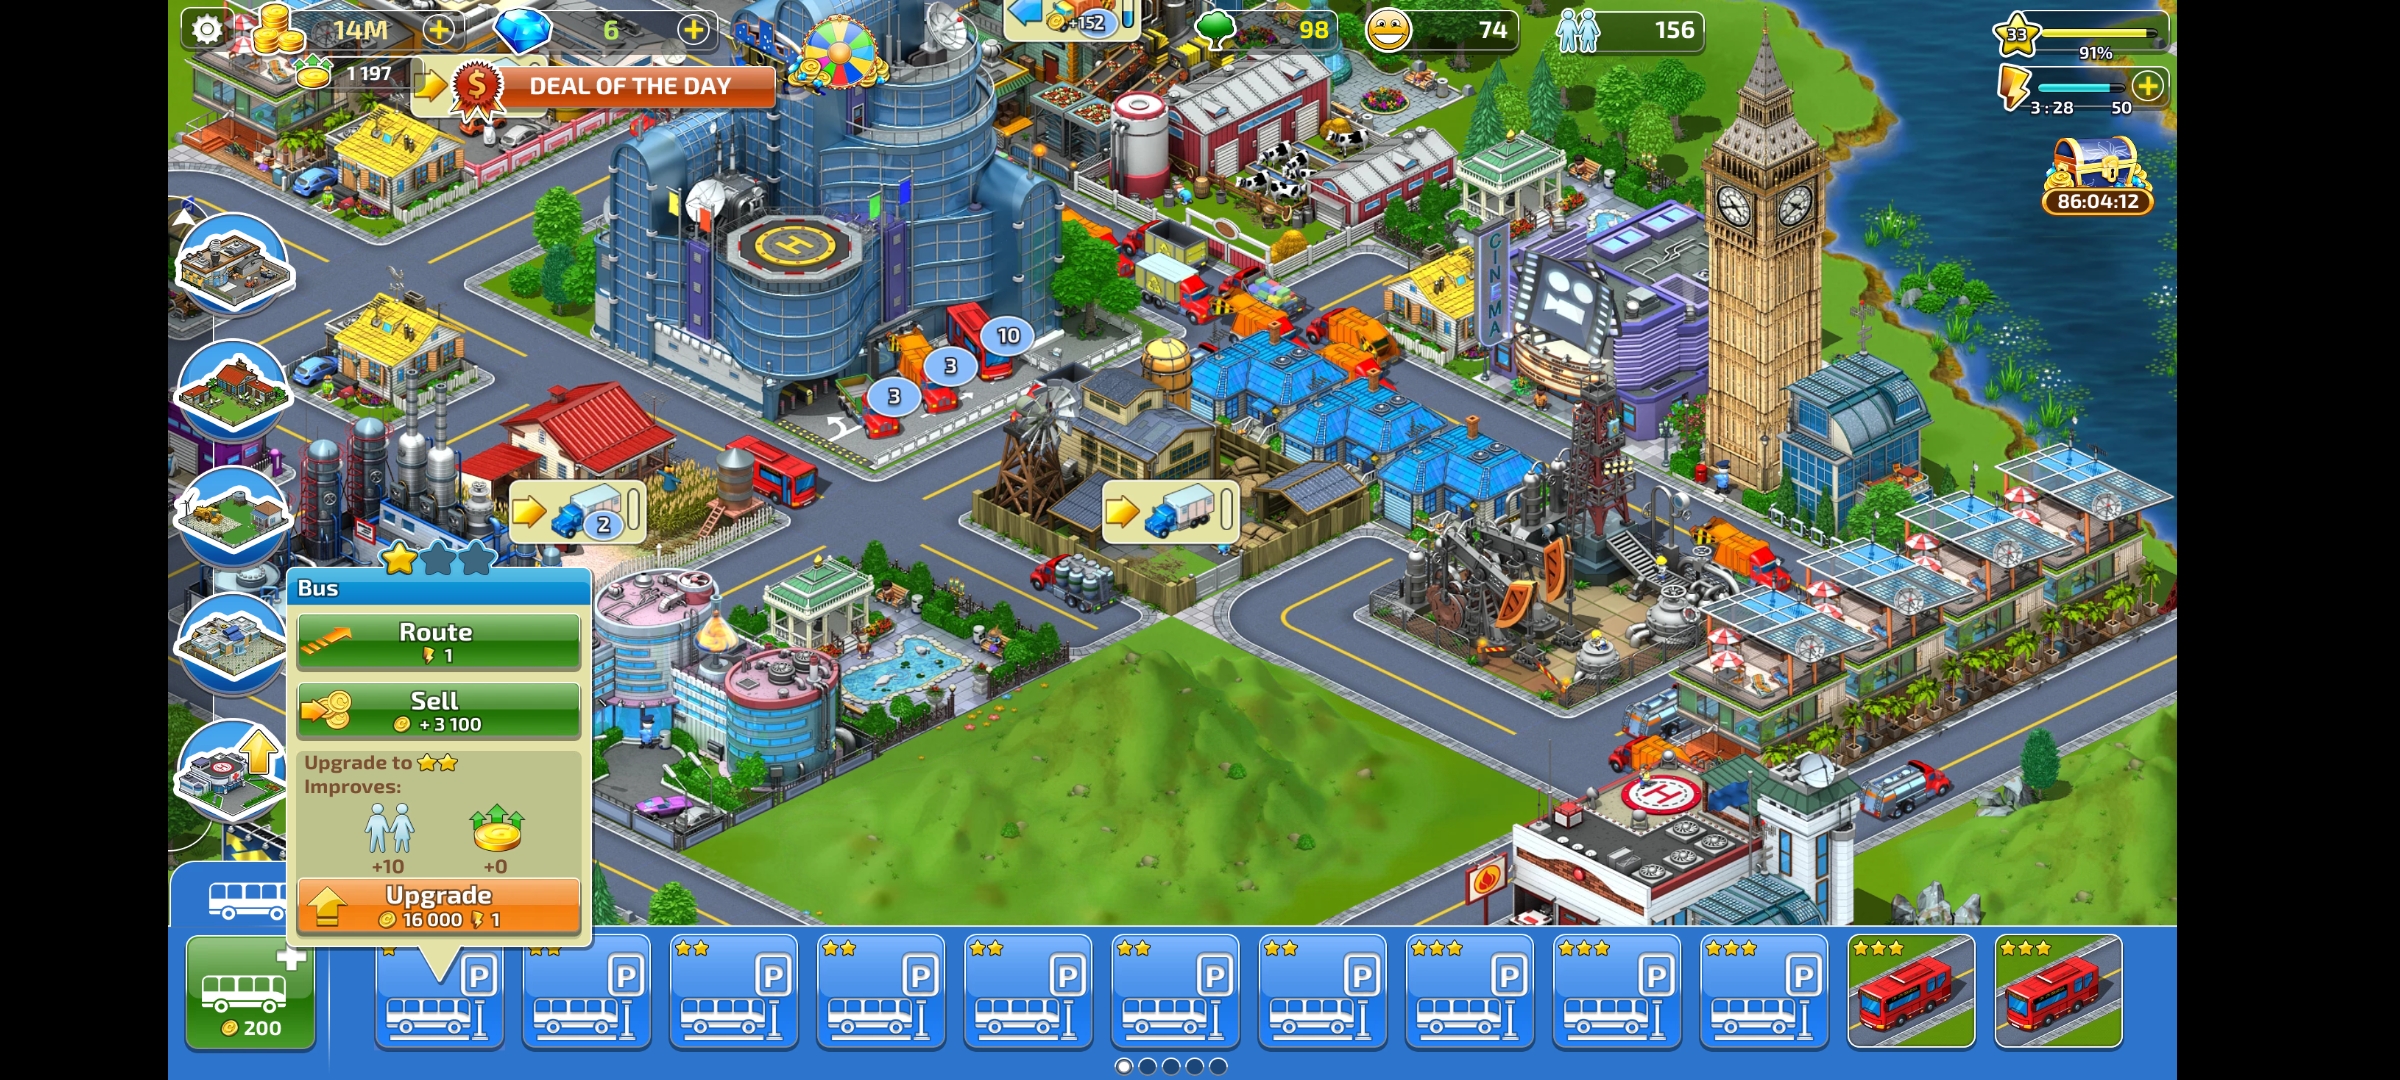 14M
6
+152
98
74
156
33
91%
1 197
DEAL OF THE DAY
3 : 28
50
86:04:12
H
CINEMA
10
3
3
2
Bus
Route
1
Sell
+ 3 100
Upgrade to
Improves:
+10
+0
Upgrade
16 000 1
H
200
P
P
P
P
P
P
P
P
P
P